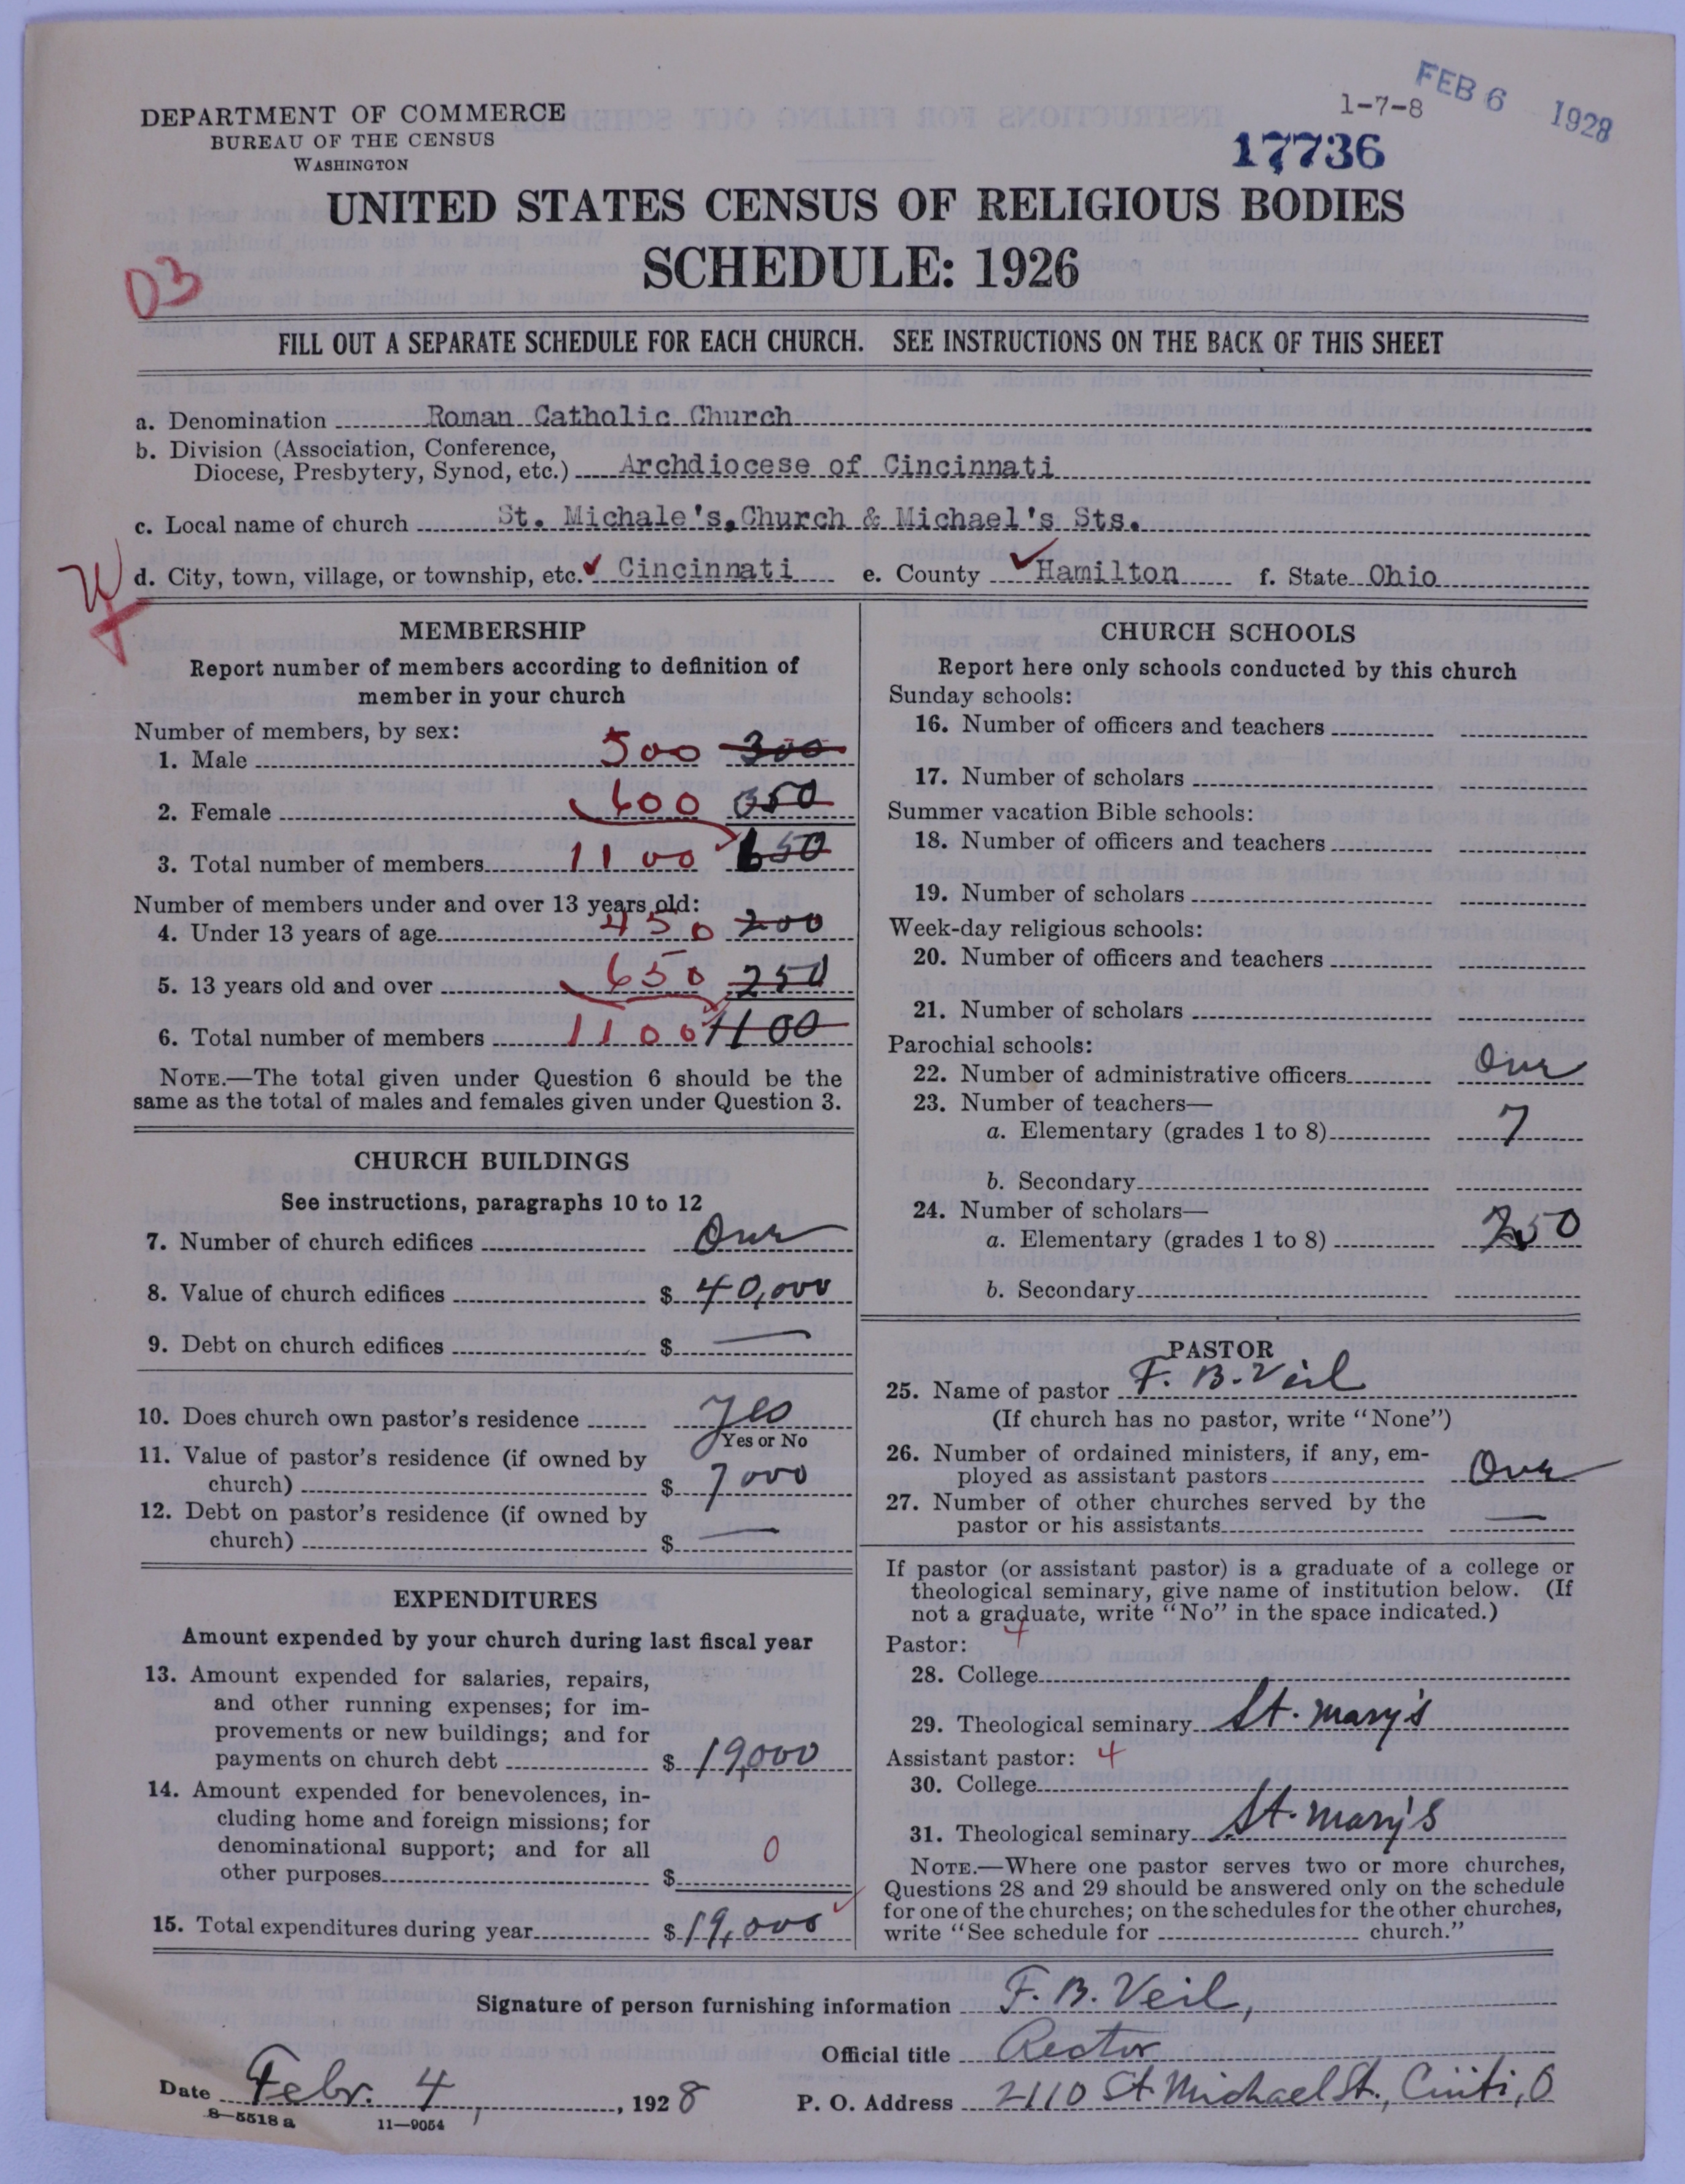 FEB 6 1928
1-7-8
17736
DEPARTMENT OF COMMERCE
BUREAU OF THE CENSUS
WASHINGTON
UNITED STATES CENSUS OF RELIGIOUS BODIES
SCHEDULE: 1926
D3
FILL OUT A SEPARATE SCHEDULE FOR EACH CHURCH. SEE INSTRUCTIONS ON THE BACK OF THIS SHEET
a. Denomination Roman Catholic Church
b. Division (Association, Conference,
Diocese, Presbytery, Synod, etc.) Archdiocese of Cincinnati
c. Local name of church St. Michale's, Church & Michael's Sts.
d. City, town, village, or township, etc. Cincinnati e. County Hamilton f. State Ohio
MEMBERSHIP
Report number of members according to definition of
member in your church
Number of members, by sex:
1. Male 500 300
2. Female 600 350
3. Total number of members 1100 650
Number of members under and over 13 years old:
4. Under 13 years of age 450 200
5. 13 years old and over 650 250
6. Total number of members 1100 1100
NOTE.—The total given under Question 6 should be the
same as the total of males and females given under Question 3.
CHURCH BUILDINGS
See instructions, paragraphs 10 to 12
7. Number of church edifices One
8. Value of church edifices $ 40,000
9. Debt on church edifices $ —
10. Does church own pastor's residence Yes
Yes or No
11. Value of pastor's residence (if owned by
church) $ 7000
12. Debt on pastor's residence (if owned by
church) $ —
EXPENDITURES
Amount expended by your church during last fiscal year
13. Amount expended for salaries, repairs,
and other running expenses; for im-
provements or new buildings; and for
payments on church debt $ 19,000
14. Amount expended for benevolences, in-
cluding home and foreign missions; for
denominational support; and for all
other purposes $ 0
15. Total expenditures during year $ 19,000
CHURCH SCHOOLS
Report here only schools conducted by this church
Sunday schools:
16. Number of officers and teachers
17. Number of scholars
Summer vacation Bible schools:
18. Number of officers and teachers
19. Number of scholars
Week-day religious schools:
20. Number of officers and teachers
21. Number of scholars
Parochial schools:
22. Number of administrative officers One
23. Number of teachers—
a. Elementary (grades 1 to 8) 7
b. Secondary
24. Number of scholars—
a. Elementary (grades 1 to 8) 250
b. Secondary
PASTOR
25. Name of pastor F. B. Veil
(If church has no pastor, write "None")
26. Number of ordained ministers, if any, em-
ployed as assistant pastors One
27. Number of other churches served by the
pastor or his assistants —
If pastor (or assistant pastor) is a graduate of a college or
theological seminary, give name of institution below. (If
not a graduate, write "No" in the space indicated.)
Pastor: 4
28. College
29. Theological seminary St. Mary's
Assistant pastor: 4
30. College
31. Theological seminary St. Mary's
NOTE.—Where one pastor serves two or more churches,
Questions 28 and 29 should be answered only on the schedule
for one of the churches; on the schedules for the other churches,
write "See schedule for church."
Signature of person furnishing information F. B. Veil,
Official title Rector
Date Febr. 4, 1928 P. O. Address 2110 St. Michael St., Cinti, O
8—5518 a 11—9054